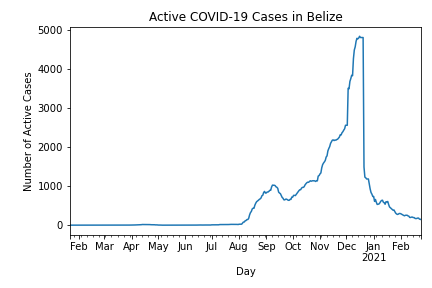 Active COVID-19 Cases in Belize
Number of Active Cases
5000
4000
3000
2000
1000
0
Feb Mar Apr May Jun Jul Aug Sep Oct Nov Dec Jan Feb
2021
Day